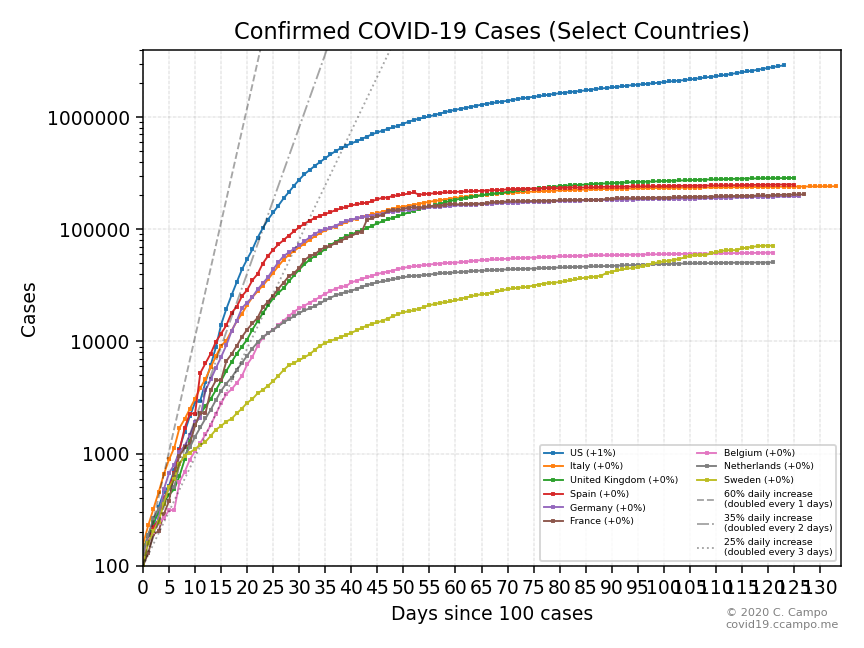 Confirmed COVID-19 Cases (Select Countries)
1000000
100000
10000
1000
100
Cases
0 5 10 15 20 25 30 35 40 45 50 55 60 65 70 75 80 85 90 95 100 105 110 115 120 125 130
Days since 100 cases
US (+1%)
Italy (+0%)
United Kingdom (+0%)
Spain (+0%)
Germany (+0%)
France (+0%)
Belgium (+0%)
Netherlands (+0%)
Sweden (+0%)
60% daily increase
(doubled every 1 days)
35% daily increase
(doubled every 2 days)
25% daily increase
(doubled every 3 days)
© 2020 C. Campo
covid19.ccampo.me